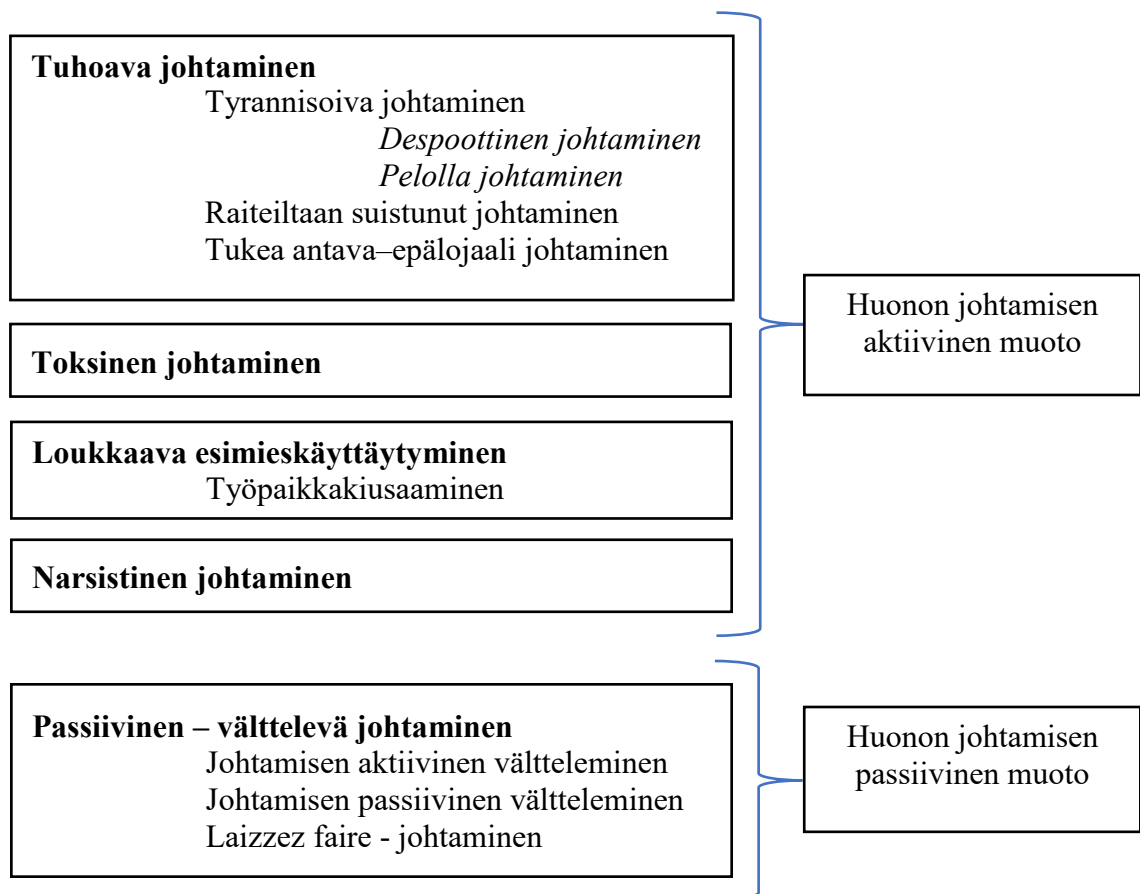 Tuhoava johtaminen
Tyrannisoiva johtaminen
Despoottinen johtaminen
Pelolla johtaminen
Raiteiltaan suistunut johtaminen
Tukea antava–epälojaali johtaminen
Toksinen johtaminen
Loukkaava esimieskäyttäytyminen
Työpaikkakiusaaminen
Narsistinen johtaminen
Huonon johtamisen
aktiivinen muoto
Passiivinen – välttelevä johtaminen
Johtamisen aktiivinen vältteleminen
Johtamisen passiivinen vältteleminen
Laizzez faire - johtaminen
Huonon johtamisen
passiivinen muoto